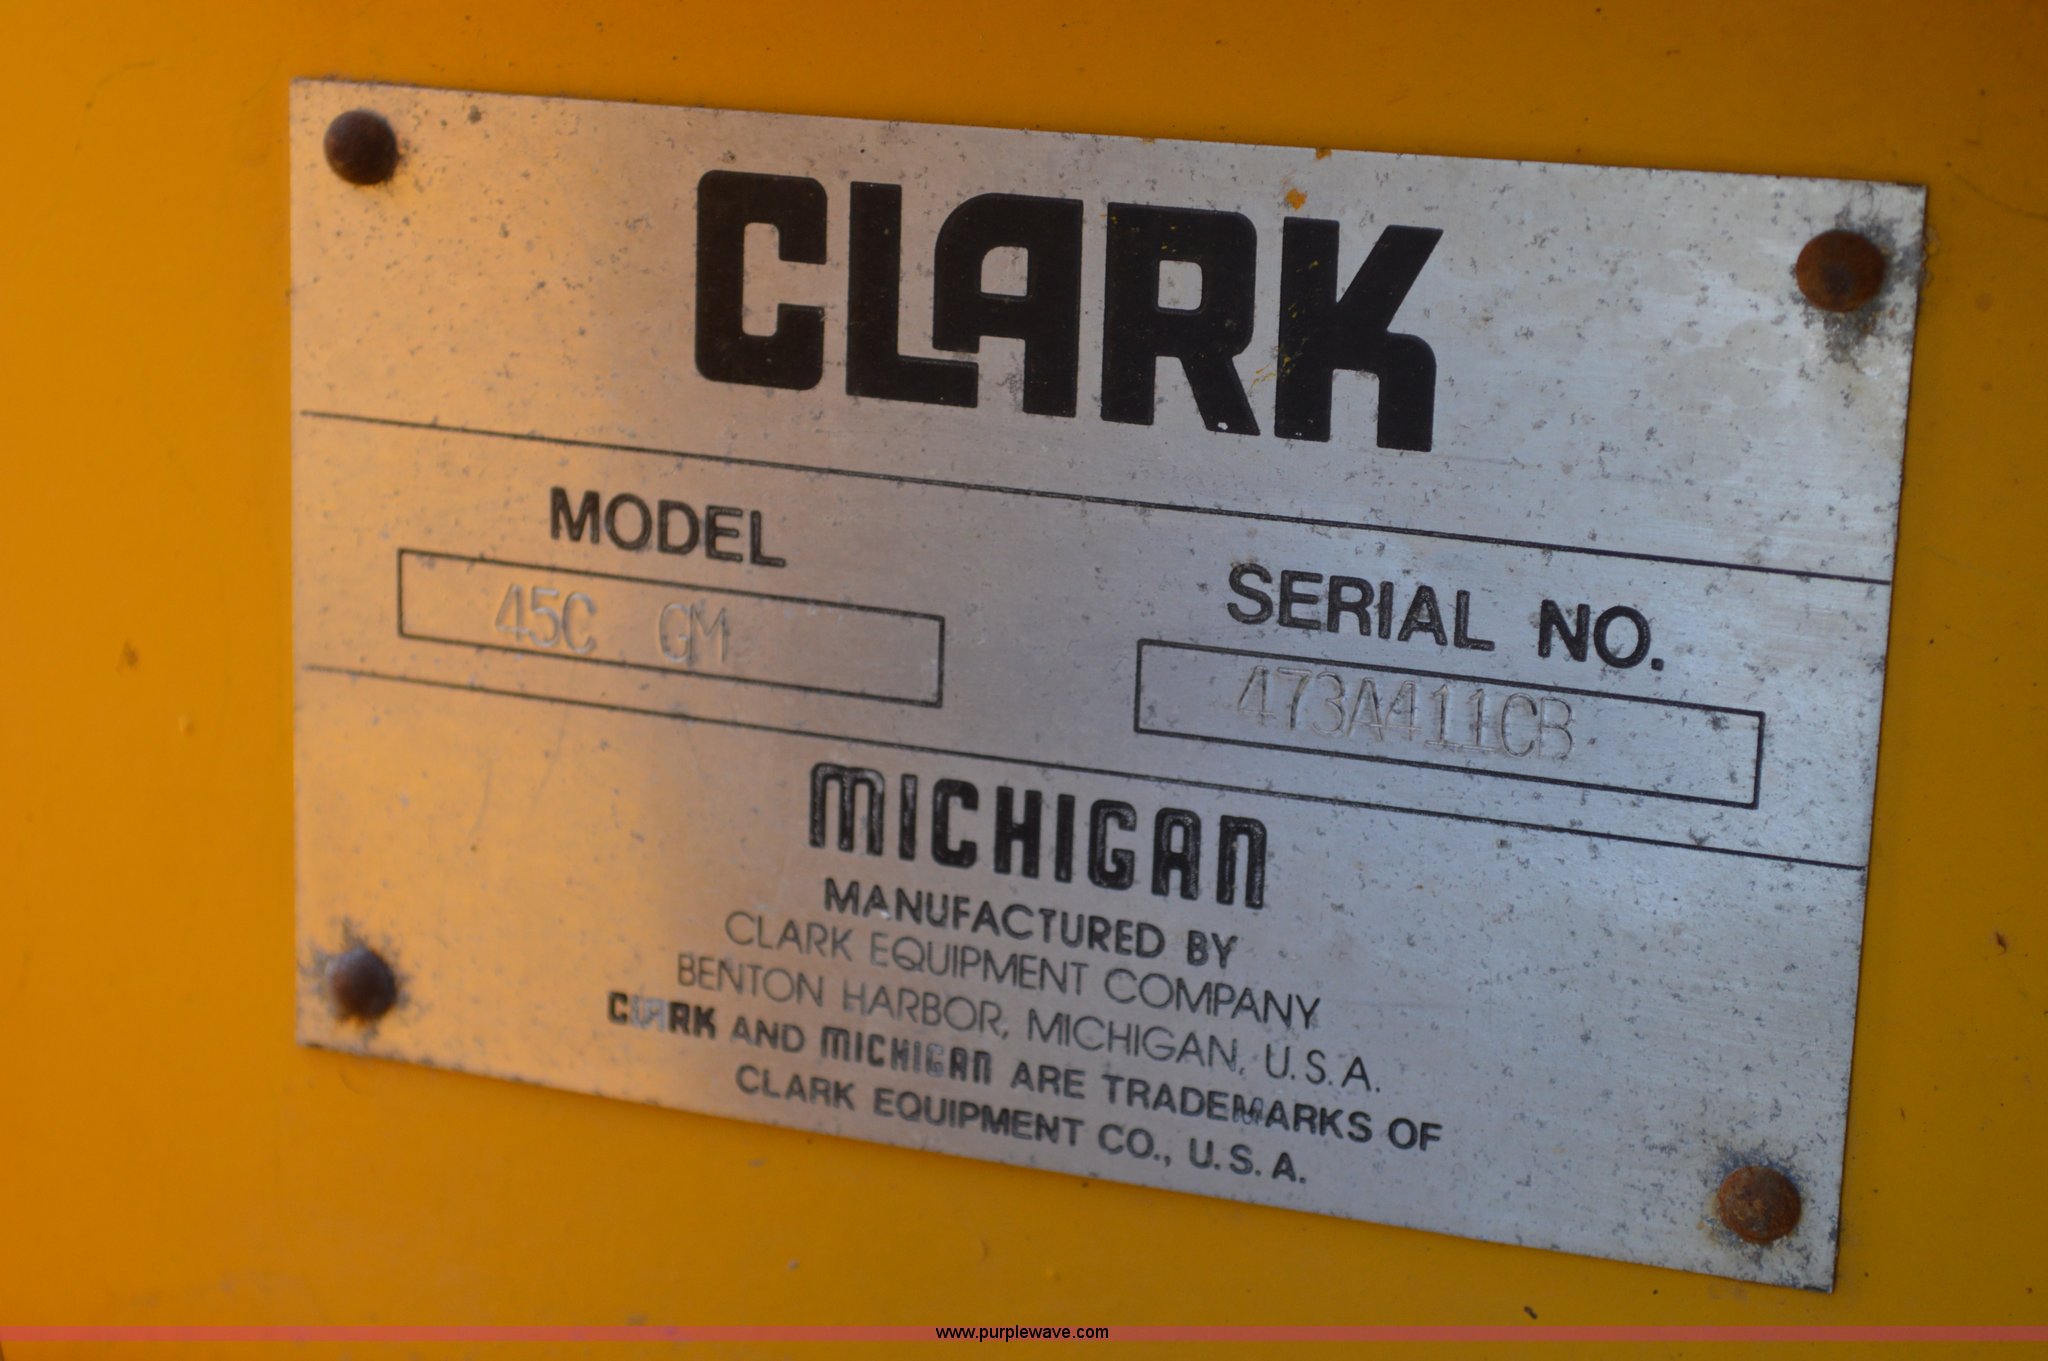 CLARK
MODEL
45C GM
SERIAL NO.
473A411CB
MICHIGAN
MANUFACTURED BY
CLARK EQUIPMENT COMPANY
BENTON HARBOR, MICHIGAN, U.S.A.
CLARK AND MICHIGAN ARE TRADEMARKS OF
CLARK EQUIPMENT CO., U.S.A.
www.purplewave.com